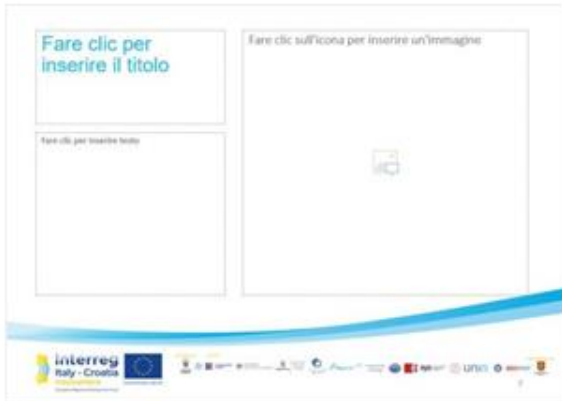 Fare clic per
inserire il titolo
Fare clic sull'icona per inserire un'immagine
Fare clic per inserire testo
Interreg
Italy - Croatia